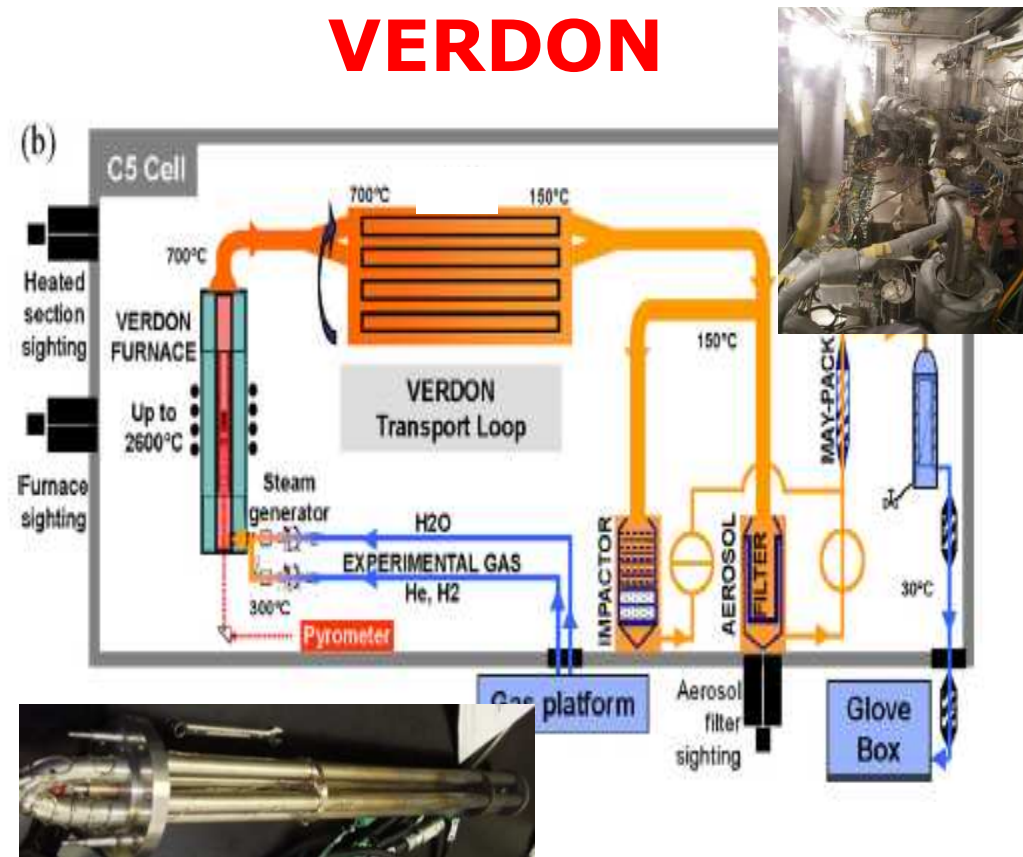 VERDON
(b)
C5 Cell
700°C
150°C
700°C
Heated
section
sighting
VERDON
FURNACE
150°C
VERDON
Transport Loop
Up to
2600°C
MAY-PACK
Furnace
sighting
Steam
generator
H2O
EXPERIMENTAL GAS
He, H2
300°C
IMPACTOR
AEROSOL
FILTER
30°C
Pyrometer
Gas platform
Aerosol
filter
sighting
Glove
Box